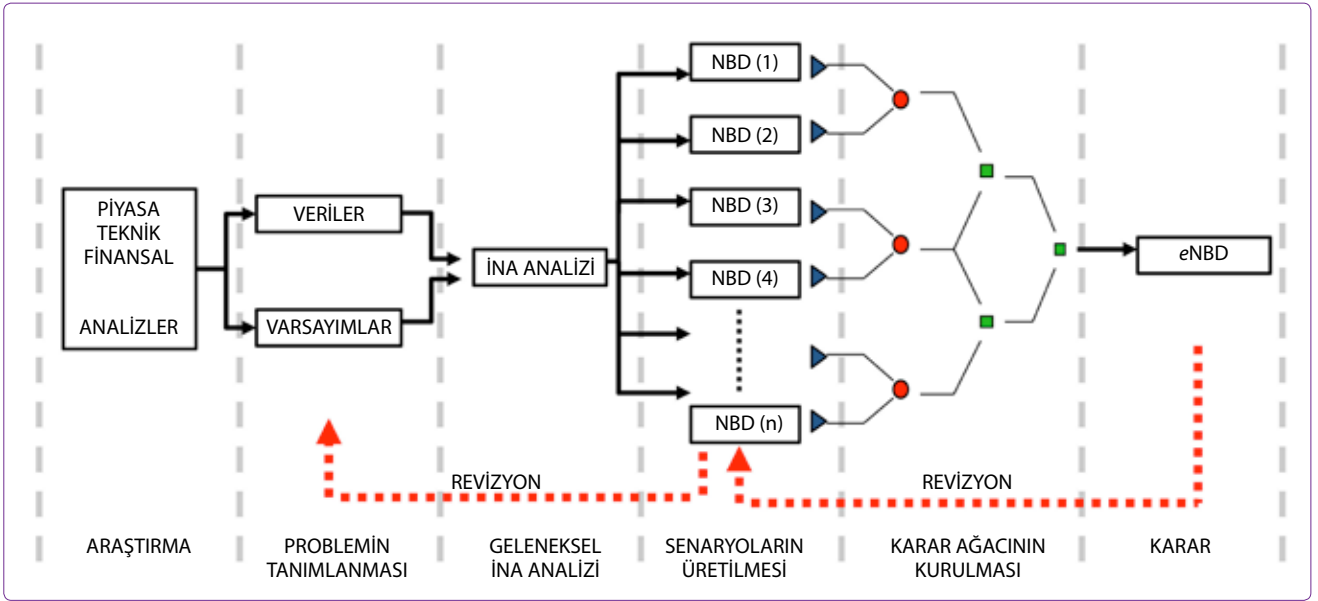 PİYASA
TEKNİK
FİNANSAL
ANALİZLER
VERİLER
VARSAYIMLAR
İNA ANALİZİ
NBD (1)
NBD (2)
NBD (3)
NBD (4)
NBD (n)
eNBD
REVİZYON
REVİZYON
ARAŞTIRMA
PROBLEMİN
TANIMLANMASI
GELENEKSEL
İNA ANALİZİ
SENARYOLARIN
ÜRETİLMESİ
KARAR AĞACININ
KURULMASI
KARAR